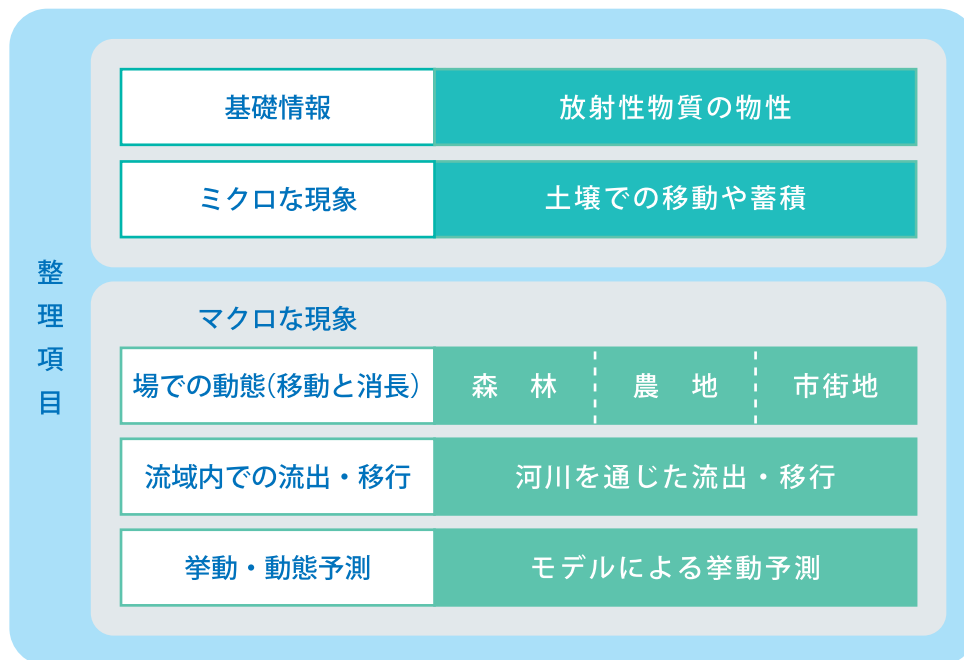 整理項目
基礎情報
放射性物質の物性
ミクロな現象
土壌での移動や蓄積
マクロな現象
場での動態(移動と消長)
森　林
農　地
市街地
流域内での流出・移行
河川を通じた流出・移行
挙動・動態予測
モデルによる挙動予測